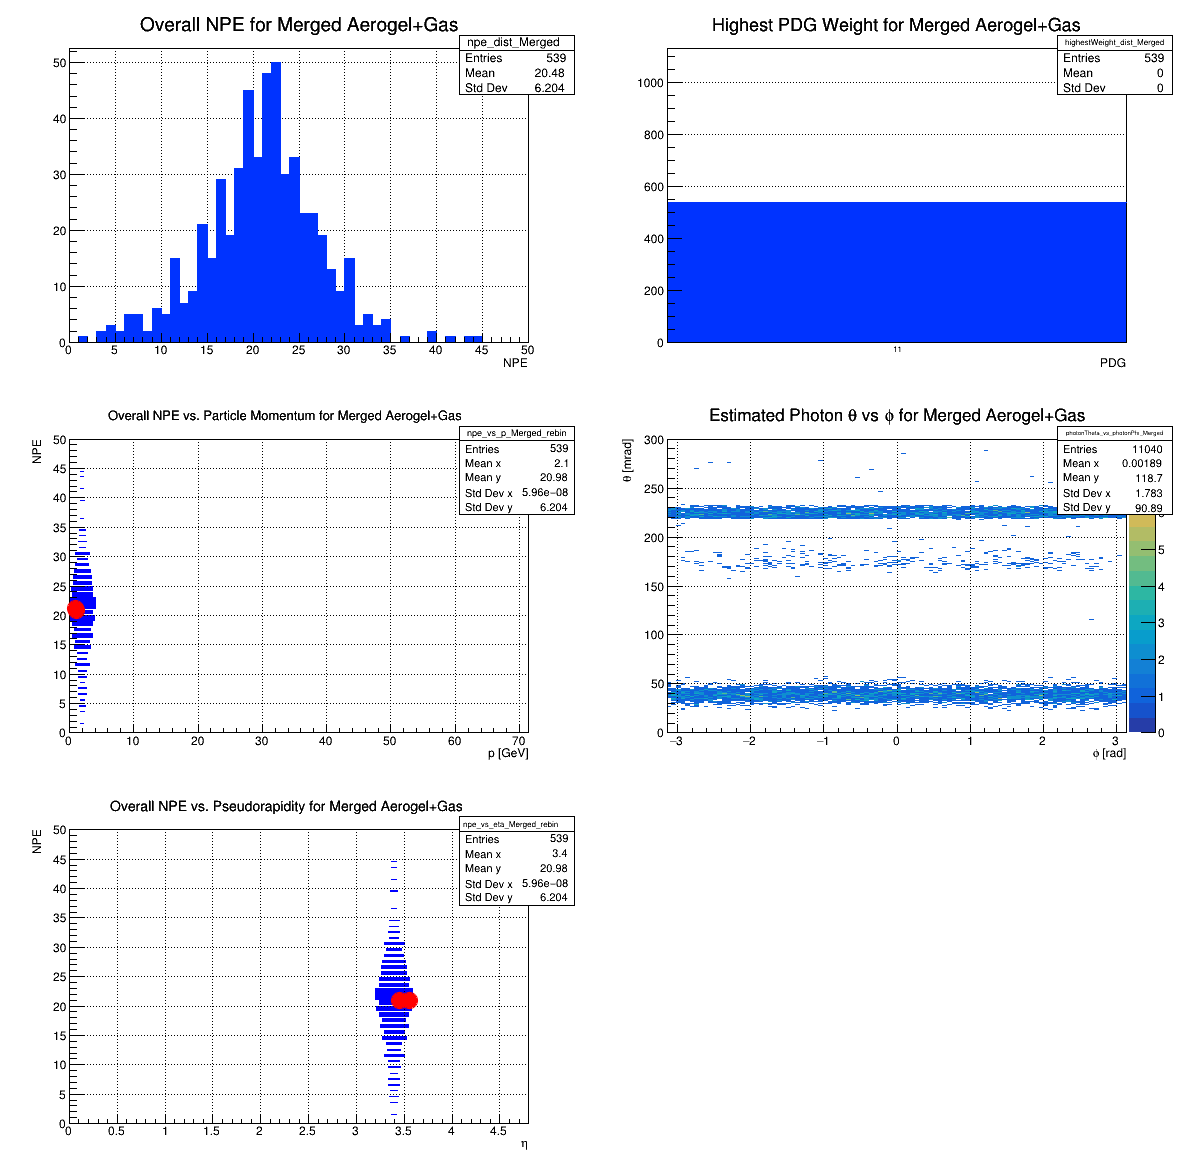 Overall NPE for Merged Aerogel+Gas
npe_dist_Merged
Entries 539
Mean 20.48
Std Dev 6.204
50
40
30
20
10
0
0 5 10 15 20 25 30 35 40 45 50
NPE
Highest PDG Weight for Merged Aerogel+Gas
highestWeight_dist_Merged
Entries 539
Mean 0
Std Dev 0
1000
800
600
400
200
0
11
PDG
Overall NPE vs. Particle Momentum for Merged Aerogel+Gas
npe_vs_p_Merged_rebin
Entries 539
Mean x 2.1
Mean y 20.98
Std Dev x 5.96e−08
Std Dev y 6.204
NPE
50
45
40
35
30
25
20
15
10
5
0
0 10 20 30 40 50 60 70
p [GeV]
Estimated Photon θ vs ϕ for Merged Aerogel+Gas
photonTheta_vs_photonPhi_Merged
Entries 11040
Mean x 0.00189
Mean y 118.7
Std Dev x 1.783
Std Dev y 90.89
θ [mrad]
300
250
200
150
100
50
0
−3 −2 −1 0 1 2 3
ϕ [rad]
5
4
3
2
1
0
Overall NPE vs. Pseudorapidity for Merged Aerogel+Gas
npe_vs_eta_Merged_rebin
Entries 539
Mean x 3.4
Mean y 20.98
Std Dev x 5.96e−08
Std Dev y 6.204
NPE
50
45
40
35
30
25
20
15
10
5
0
0 0.5 1 1.5 2 2.5 3 3.5 4 4.5
η